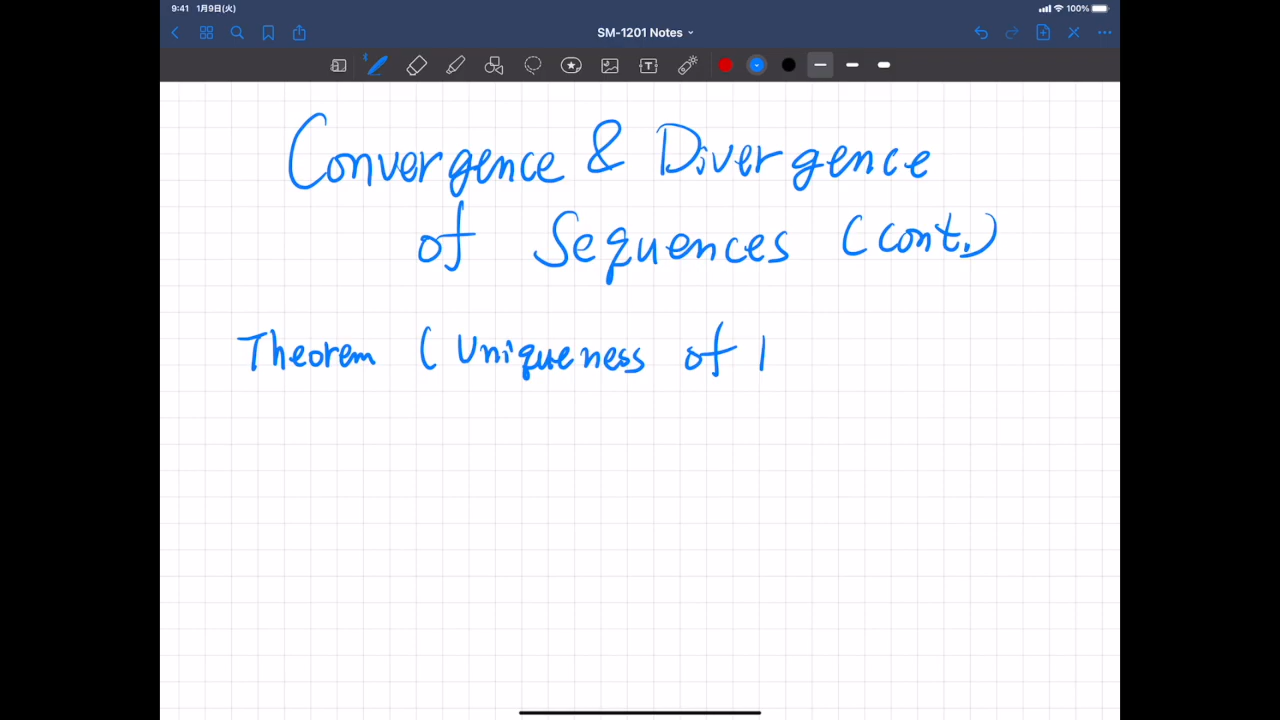 9:41 1月9日(火) 100%
SM-1201 Notes
Convergence & Divergence
of Sequences (cont.)
Theorem (Uniqueness of l